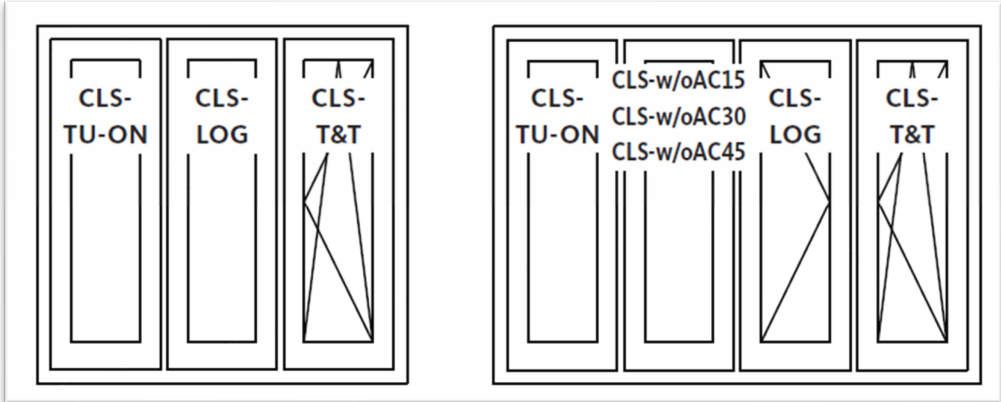 CLS-
TU-ON
CLS-
LOG
CLS-
T&T
CLS-
TU-ON
CLS-w/oAC15
CLS-w/oAC30
CLS-w/oAC45
CLS-
LOG
CLS-
T&T